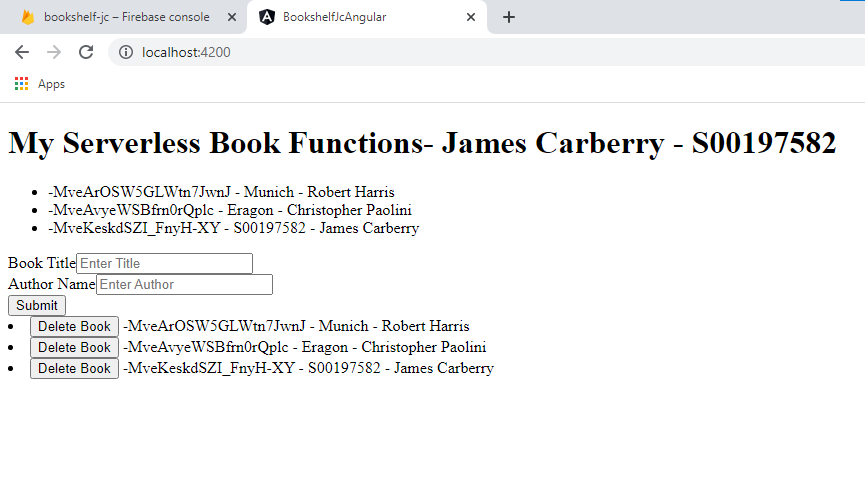 bookshelf-jc – Firebase console
BookshelfJcAngular
localhost:4200
Apps
My Serverless Book Functions- James Carberry - S00197582
-MveArOSW5GLWtn7JwnJ - Munich - Robert Harris
-MveAvyeWSBfrn0rQplc - Eragon - Christopher Paolini
-MveKeskdSZI_FnyH-XY - S00197582 - James Carberry
Book Title Enter Title
Author Name Enter Author
Submit
Delete Book -MveArOSW5GLWtn7JwnJ - Munich - Robert Harris
Delete Book -MveAvyeWSBfrn0rQplc - Eragon - Christopher Paolini
Delete Book -MveKeskdSZI_FnyH-XY - S00197582 - James Carberry